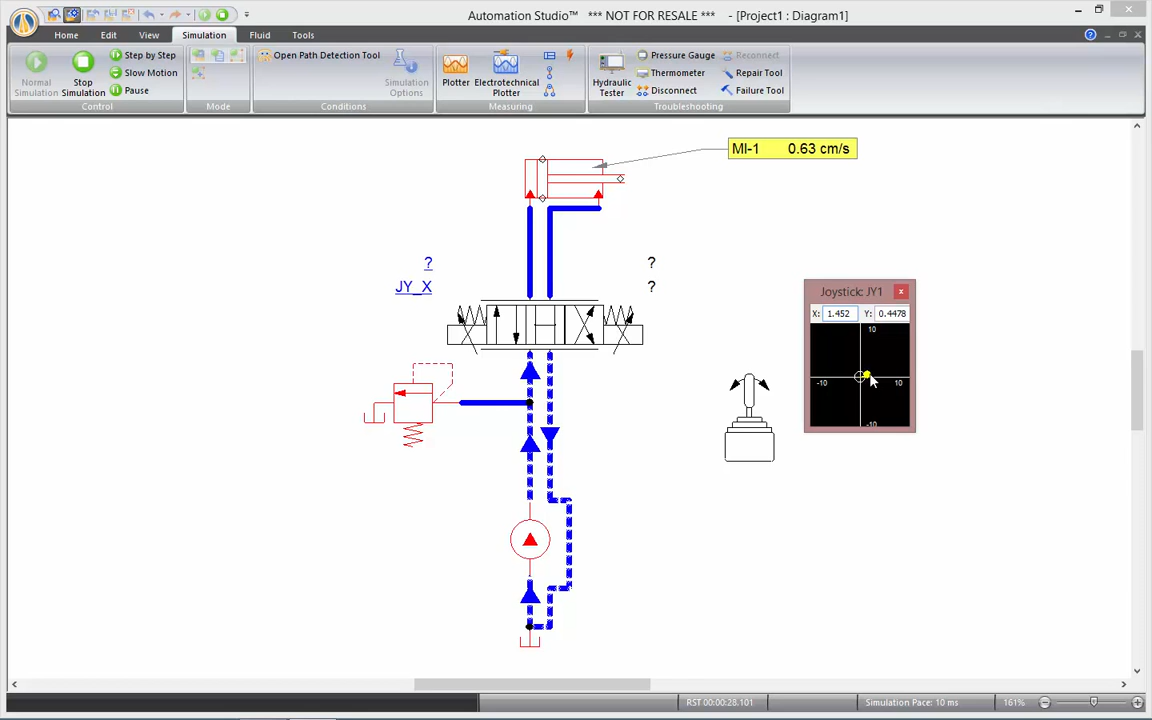 Automation Studio™ *** NOT FOR RESALE *** - [Project1 : Diagram1]
Home Edit View Simulation Fluid Tools
Normal Simulation
Stop Simulation
Step by Step
Slow Motion
Pause
Control
Mode
Open Path Detection Tool
Simulation Options
Conditions
Plotter
Electrotechnical Plotter
Measuring
Hydraulic Tester
Pressure Gauge
Thermometer
Disconnect
Reconnect
Repair Tool
Failure Tool
Troubleshooting
MI-1 0.63 cm/s
? ?
JY_X ?
Joystick: JY1 x
X: 1.452 Y: 0.4478
10
-10 10
-10
RST 00:00:28.101 Simulation Pace: 10 ms 161%